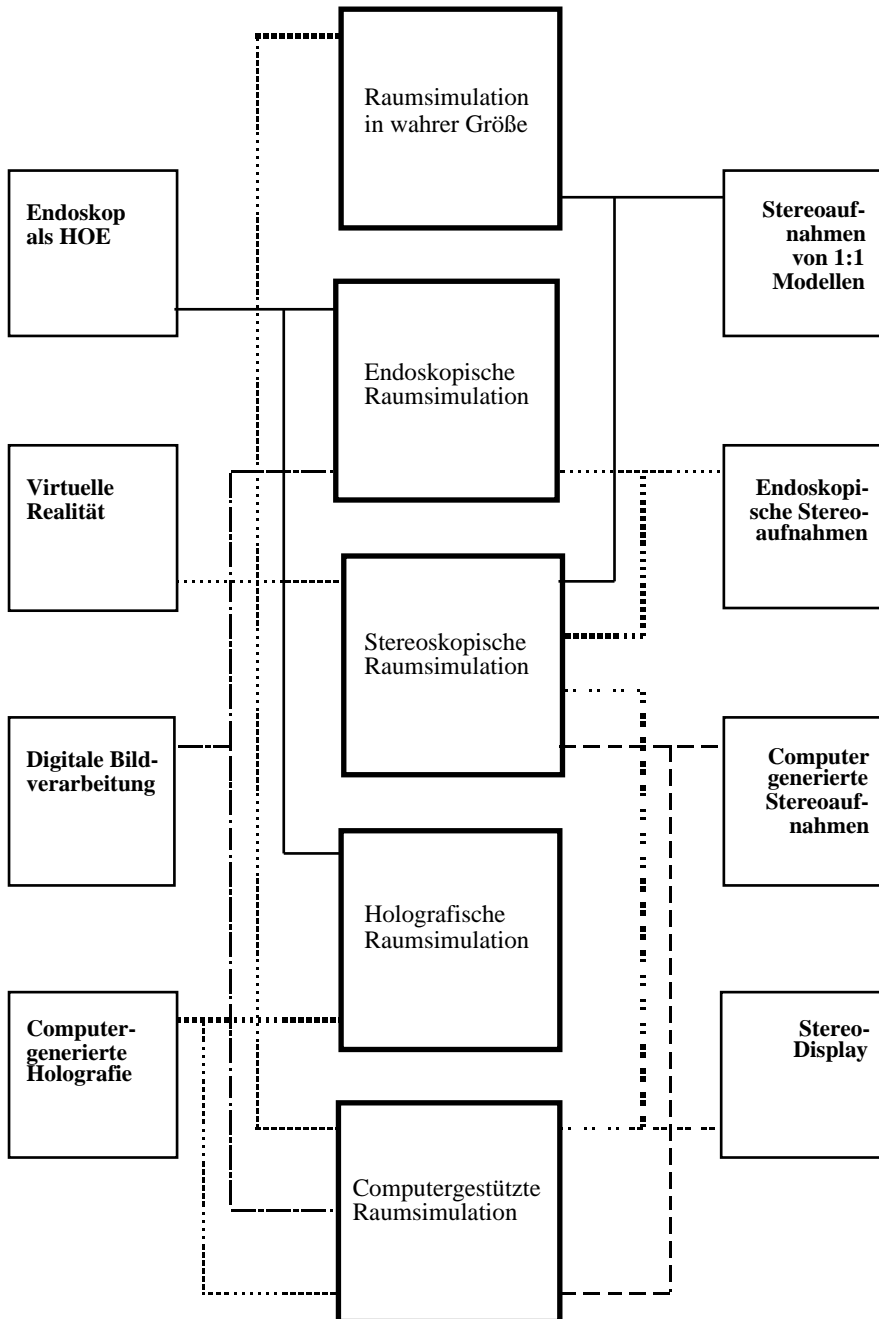 Raumsimulation
in wahrer Größe
Endoskop
als HOE
Stereoauf-
nahmen
von 1:1
Modellen
Endoskopische
Raumsimulation
Virtuelle
Realität
Endoskopi-
sche Stereo-
aufnahmen
Stereoskopische
Raumsimulation
Digitale Bild-
verarbeitung
Computer
generierte
Stereoauf-
nahmen
Holografische
Raumsimulation
Computer-
generierte
Holografie
Stereo-
Display
Computergestützte
Raumsimulation